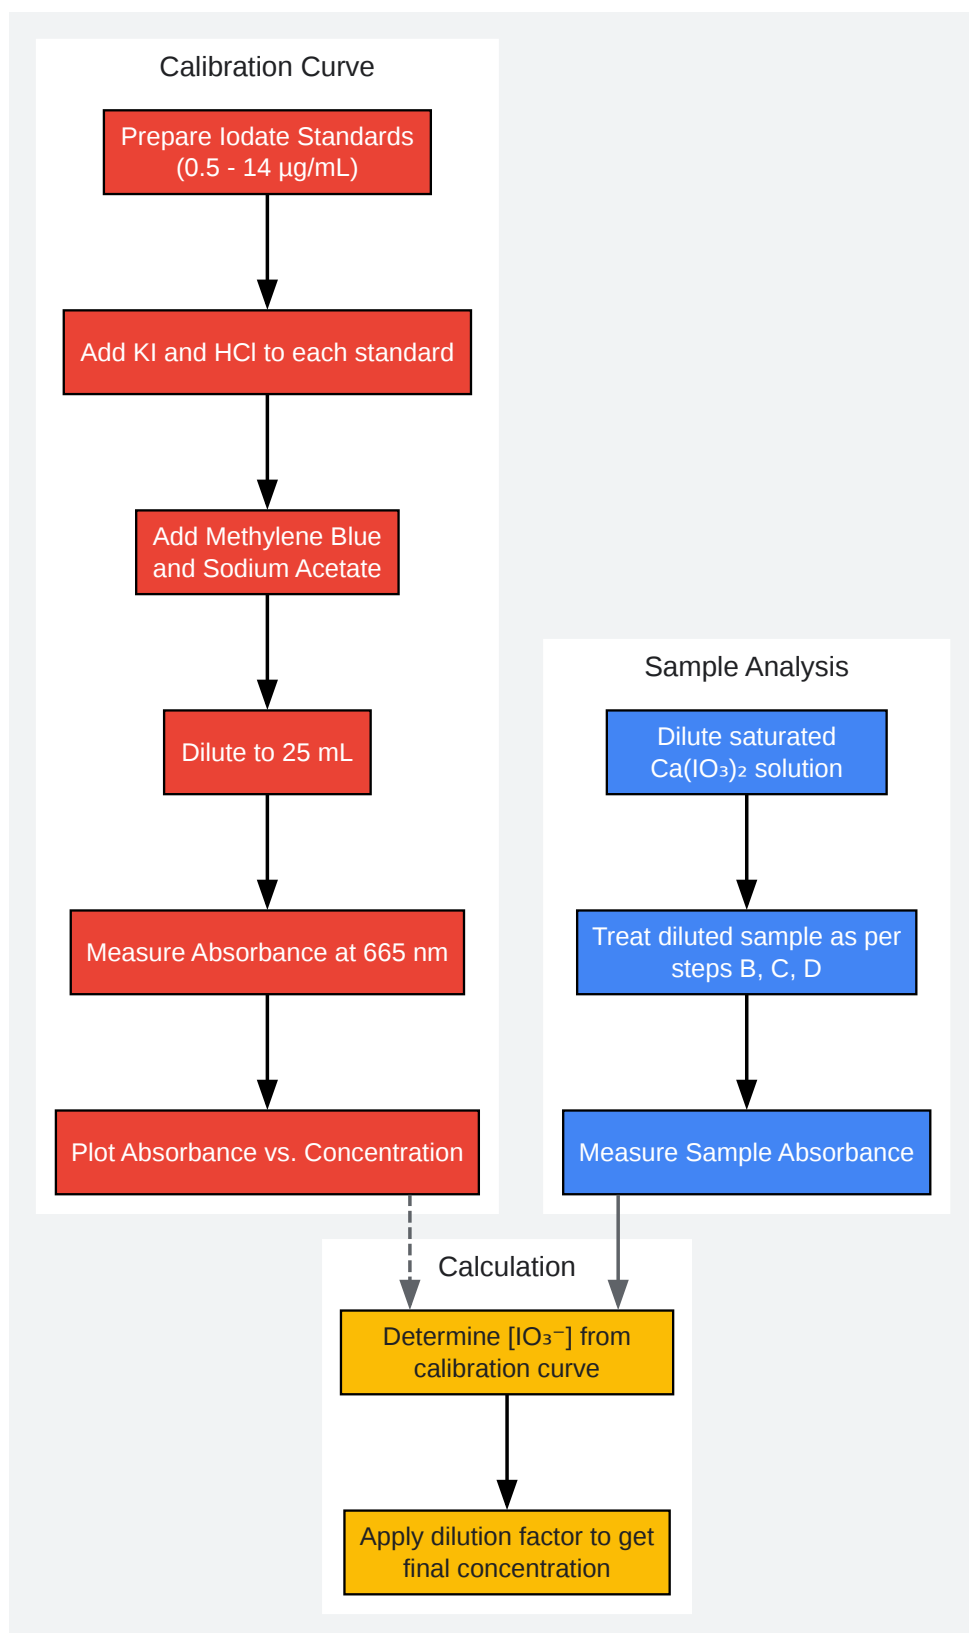 Calibration Curve
Prepare Iodate Standards
(0.5 - 14 µg/mL)
Add KI and HCl to each standard
Add Methylene Blue
and Sodium Acetate
Dilute to 25 mL
Measure Absorbance at 665 nm
Plot Absorbance vs. Concentration
Sample Analysis
Dilute saturated
Ca(IO₃)₂ solution
Treat diluted sample as per
steps B, C, D
Measure Sample Absorbance
Calculation
Determine [IO₃⁻] from
calibration curve
Apply dilution factor to get
final concentration